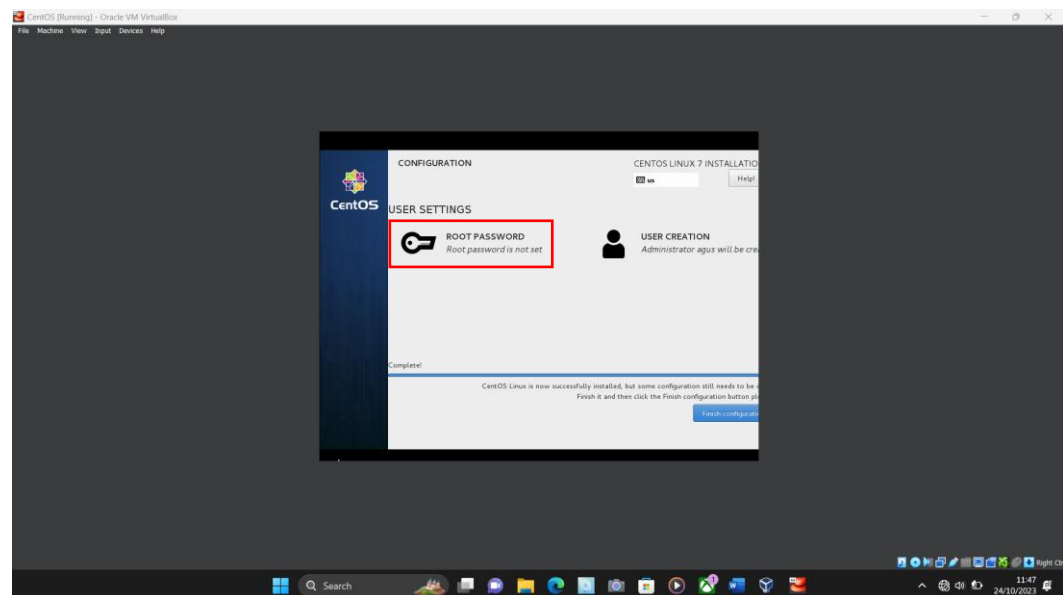 CentOS [Running] - Oracle VM VirtualBox
File Machine View Input Devices Help
CONFIGURATION
CENTOS LINUX 7 INSTALLATIO
us
Help!
CentOS
USER SETTINGS
ROOT PASSWORD
Root password is not set
USER CREATION
Administrator agus will be cre
Complete!
CentOS Linux is now successfully installed, but some configuration still needs to be
Finish it and then click the Finish configuration button pl
Finish configurati
Right Ct
Search
11:47
24/10/2023